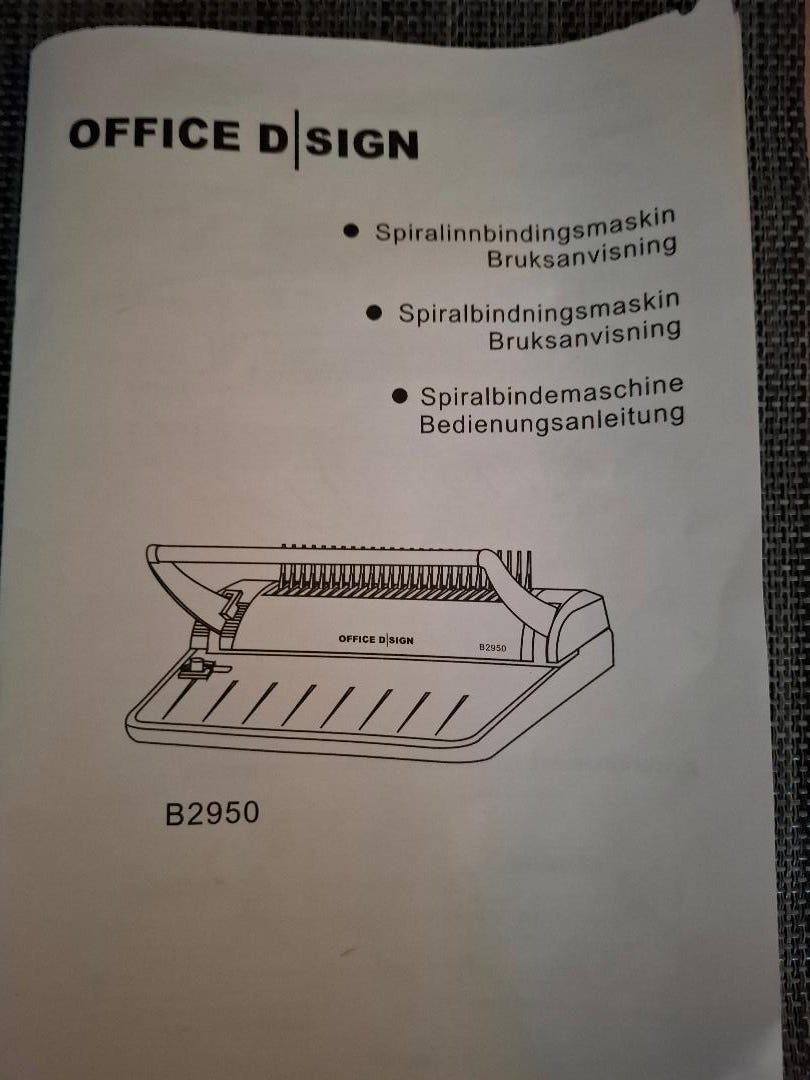 OFFICE D|SIGN
● Spiralinnbindingsmaskin
Bruksanvisning
● Spiralbindningsmaskin
Bruksanvisning
● Spiralbindemaschine
Bedienungsanleitung
OFFICE D|SIGN
B2950
B2950